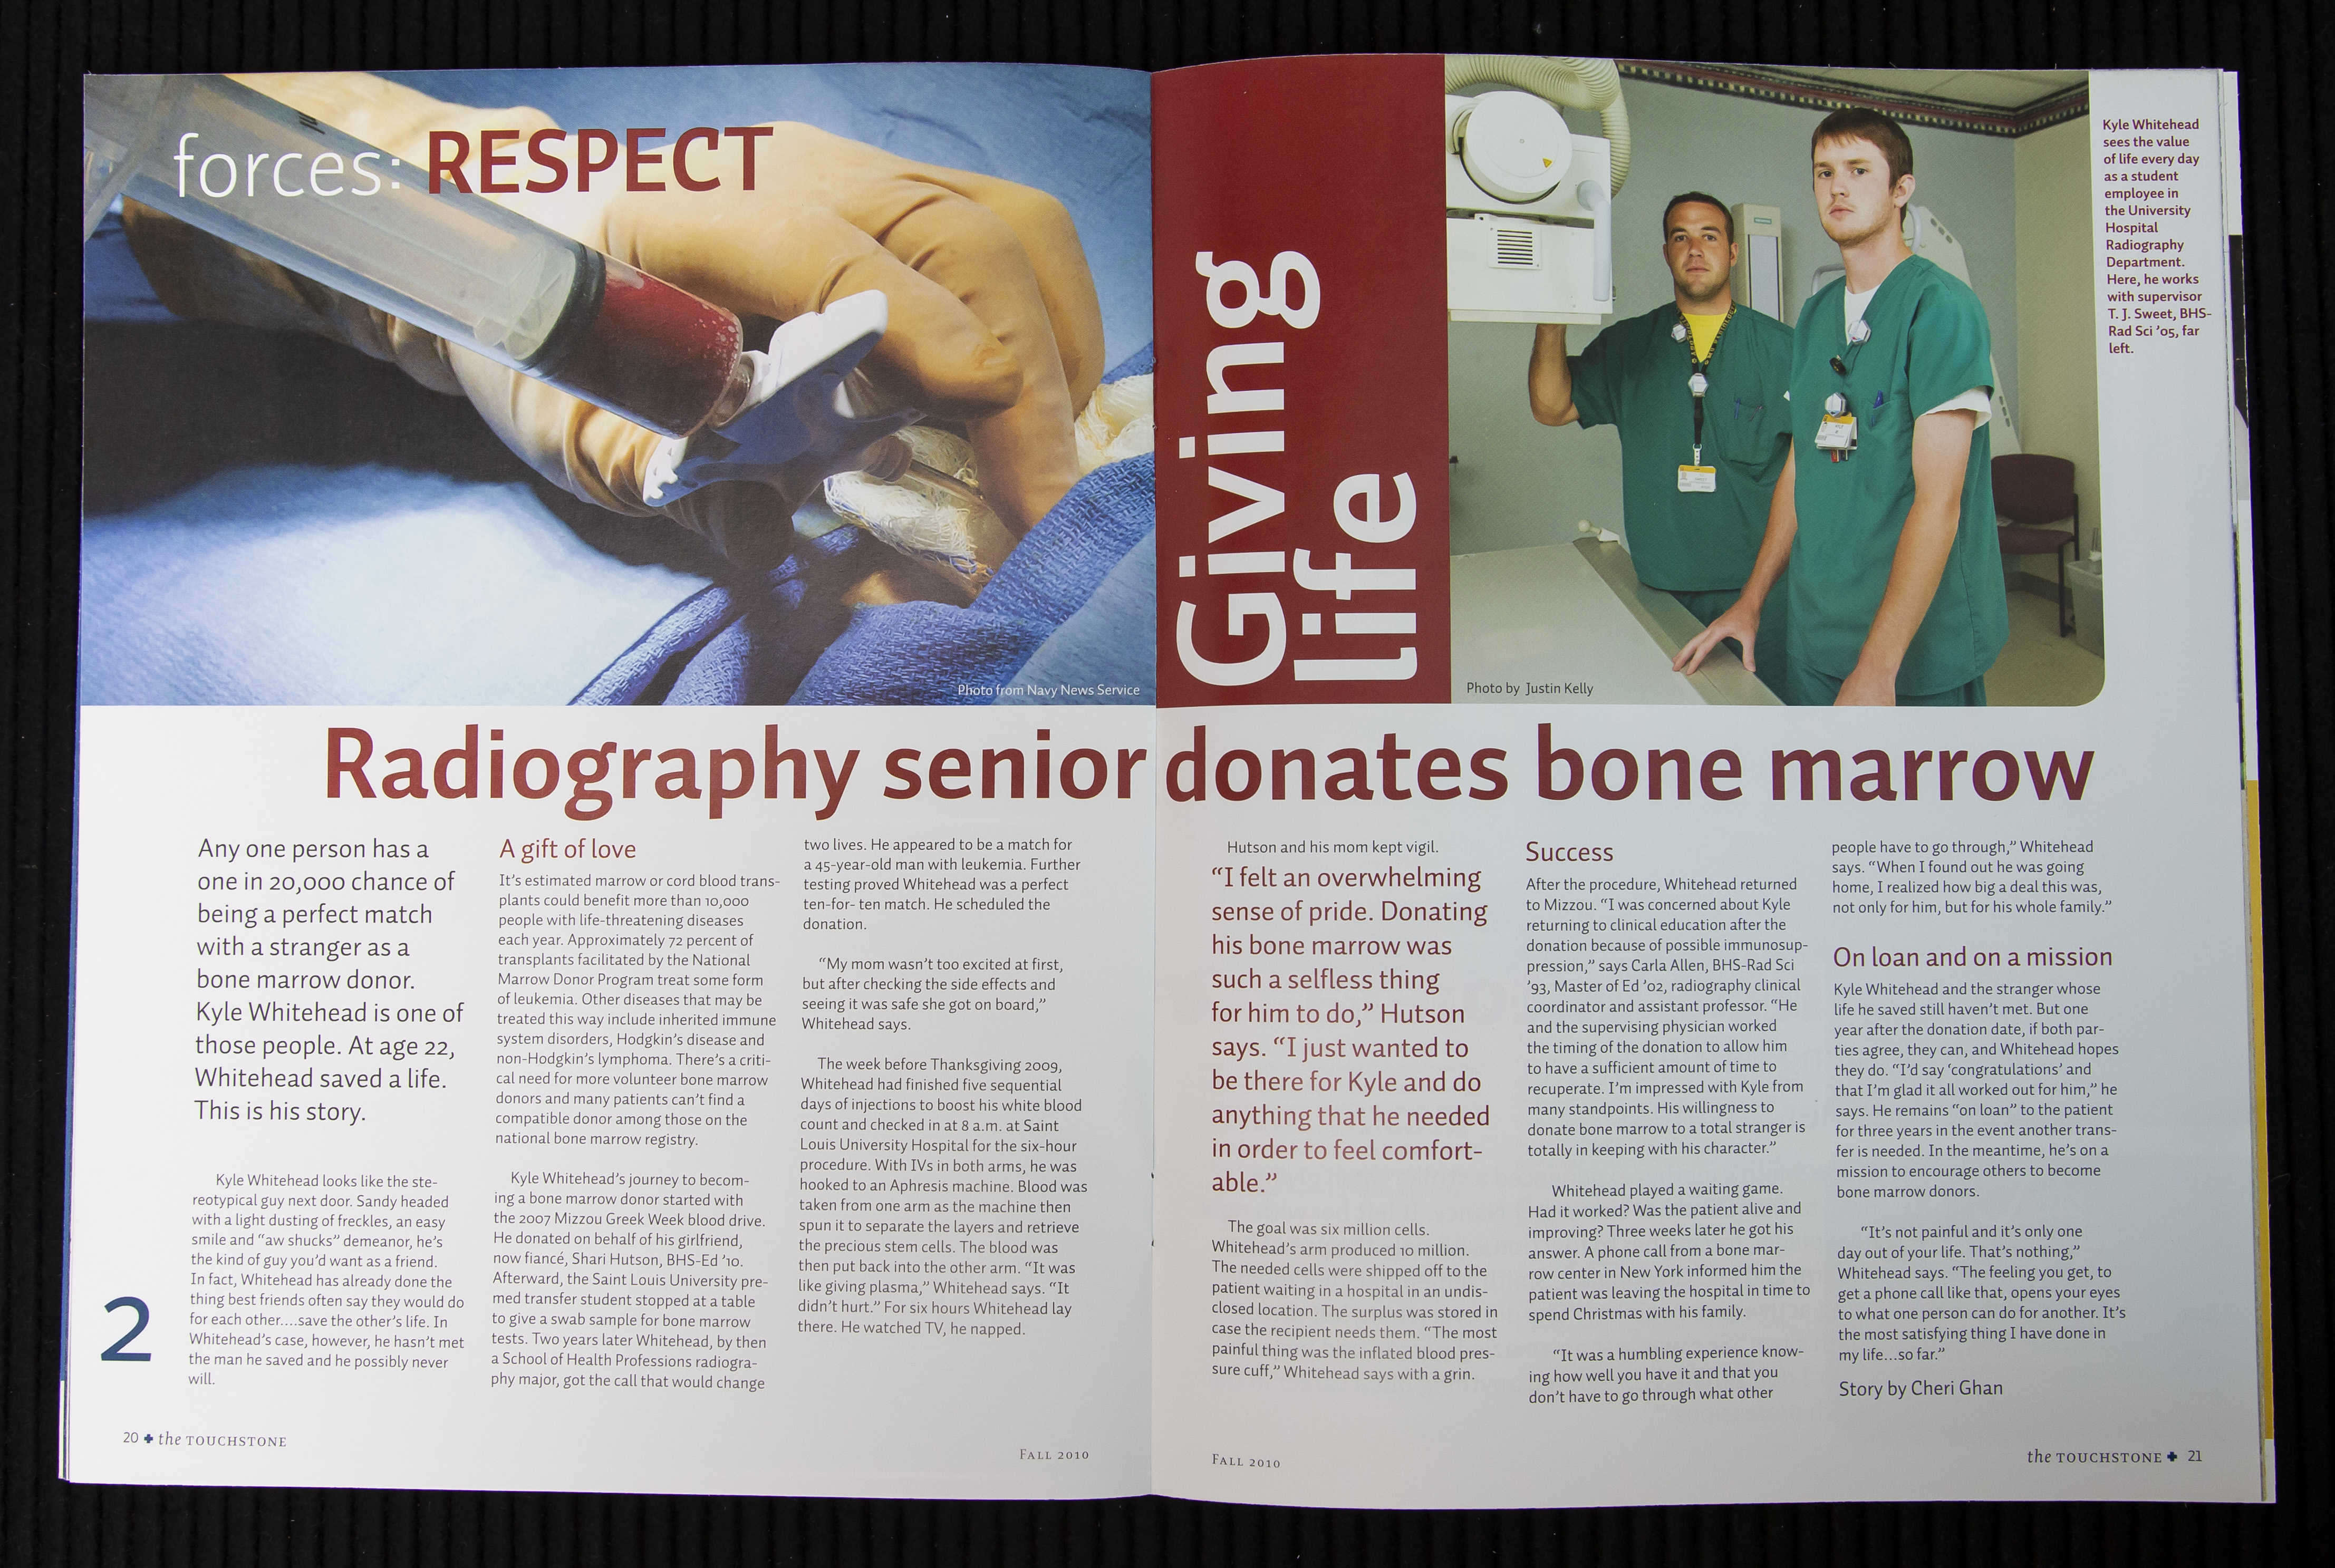 forces: RESPECT
Photo from Navy News Service
Giving
life
Photo by Justin Kelly
Kyle Whitehead
sees the value
of life every day
as a student
employee in
the University
Hospital
Radiography
Department.
Here, he works
with supervisor
T. J. Sweet, BHS-
Rad Sci ’05, far
left.
Radiography senior donates bone marrow
Any one person has a
one in 20,000 chance of
being a perfect match
with a stranger as a
bone marrow donor.
Kyle Whitehead is one of
those people. At age 22,
Whitehead saved a life.
This is his story.
Kyle Whitehead looks like the ste-
reotypical guy next door. Sandy headed
with a light dusting of freckles, an easy
smile and “aw shucks” demeanor, he’s
the kind of guy you’d want as a friend.
In fact, Whitehead has already done the
thing best friends often say they would do
for each other....save the other’s life. In
Whitehead’s case, however, he hasn’t met
the man he saved and he possibly never
will.
2
A gift of love
It’s estimated marrow or cord blood trans-
plants could benefit more than 10,000
people with life-threatening diseases
each year. Approximately 72 percent of
transplants facilitated by the National
Marrow Donor Program treat some form
of leukemia. Other diseases that may be
treated this way include inherited immune
system disorders, Hodgkin’s disease and
non-Hodgkin’s lymphoma. There’s a criti-
cal need for more volunteer bone marrow
donors and many patients can’t find a
compatible donor among those on the
national bone marrow registry.
Kyle Whitehead’s journey to becom-
ing a bone marrow donor started with
the 2007 Mizzou Greek Week blood drive.
He donated on behalf of his girlfriend,
now fiancé, Shari Hutson, BHS-Ed ’10.
Afterward, the Saint Louis University pre-
med transfer student stopped at a table
to give a swab sample for bone marrow
tests. Two years later Whitehead, by then
a School of Health Professions radiogra-
phy major, got the call that would change
two lives. He appeared to be a match for
a 45-year-old man with leukemia. Further
testing proved Whitehead was a perfect
ten-for- ten match. He scheduled the
donation.
“My mom wasn’t too excited at first,
but after checking the side effects and
seeing it was safe she got on board,”
Whitehead says.
The week before Thanksgiving 2009,
Whitehead had finished five sequential
days of injections to boost his white blood
count and checked in at 8 a.m. at Saint
Louis University Hospital for the six-hour
procedure. With IVs in both arms, he was
hooked to an Aphresis machine. Blood was
taken from one arm as the machine then
spun it to separate the layers and retrieve
the precious stem cells. The blood was
then put back into the other arm. “It was
like giving plasma,” Whitehead says. “It
didn’t hurt.” For six hours Whitehead lay
there. He watched TV, he napped.
20 the TOUCHSTONE
FALL 2010
Hutson and his mom kept vigil.
“I felt an overwhelming
sense of pride. Donating
his bone marrow was
such a selfless thing
for him to do,” Hutson
says. “I just wanted to
be there for Kyle and do
anything that he needed
in order to feel comfort-
able.”
The goal was six million cells.
Whitehead’s arm produced 10 million.
The needed cells were shipped off to the
patient waiting in a hospital in an undis-
closed location. The surplus was stored in
case the recipient needs them. “The most
painful thing was the inflated blood pres-
sure cuff,” Whitehead says with a grin.
Success
After the procedure, Whitehead returned
to Mizzou. “I was concerned about Kyle
returning to clinical education after the
donation because of possible immunosup-
pression,” says Carla Allen, BHS-Rad Sci
’93, Master of Ed ’02, radiography clinical
coordinator and assistant professor. “He
and the supervising physician worked
the timing of the donation to allow him
to have a sufficient amount of time to
recuperate. I’m impressed with Kyle from
many standpoints. His willingness to
donate bone marrow to a total stranger is
totally in keeping with his character.”
Whitehead played a waiting game.
Had it worked? Was the patient alive and
improving? Three weeks later he got his
answer. A phone call from a bone mar-
row center in New York informed him the
patient was leaving the hospital in time to
spend Christmas with his family.
“It was a humbling experience know-
ing how well you have it and that you
don’t have to go through what other
people have to go through,” Whitehead
says. “When I found out he was going
home, I realized how big a deal this was,
not only for him, but for his whole family.”
On loan and on a mission
Kyle Whitehead and the stranger whose
life he saved still haven’t met. But one
year after the donation date, if both par-
ties agree, they can, and Whitehead hopes
they do. “I’d say ‘congratulations’ and
that I’m glad it all worked out for him,” he
says. He remains “on loan” to the patient
for three years in the event another trans-
fer is needed. In the meantime, he’s on a
mission to encourage others to become
bone marrow donors.
“It’s not painful and it’s only one
day out of your life. That’s nothing,”
Whitehead says. “The feeling you get, to
get a phone call like that, opens your eyes
to what one person can do for another. It’s
the most satisfying thing I have done in
my life...so far.”
Story by Cheri Ghan
FALL 2010
the TOUCHSTONE 21